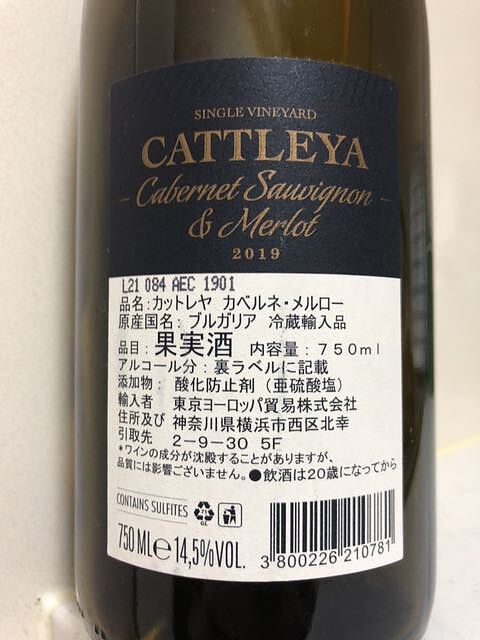 SINGLE VINEYARD
CATTLEYA
Cabernet Sauvignon
& Merlot
2019
L21 084 AEC 1901
品名:カットレヤ カベルネ・メルロー
原産国名: ブルガリア 冷蔵輸入品
品目:果実酒 内容量:750ml
アルコール分:裏ラベルに記載
添加物: 酸化防止剤(亜硫酸塩)
輸入者 東京ヨーロッパ貿易株式会社
住所及び 神奈川県横浜市西区北幸
引取先 2-9-30 5F
*ワインの成分が沈殿することがありますが、
品質には影響ございません。●飲酒は20歳になってから
CONTAINS SULFITES
71
GL
750 ML e 14,5%VOL.
3 800226 210781